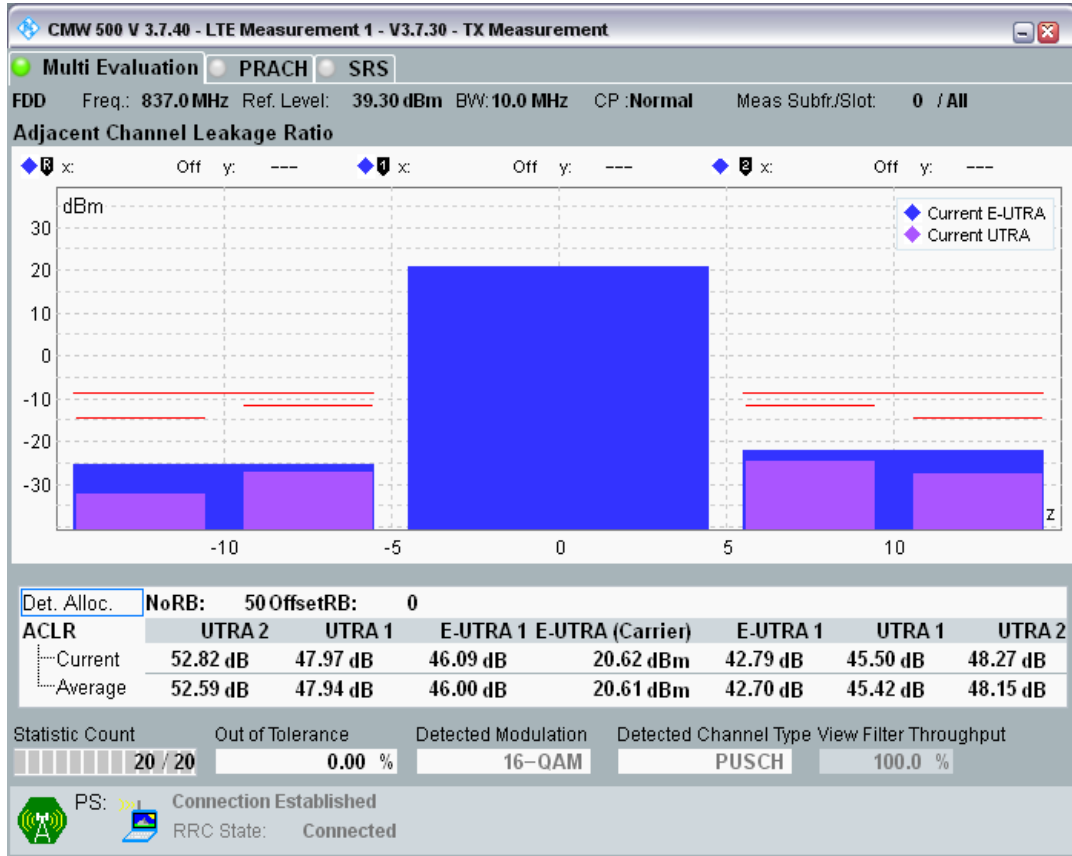 CMW 500 V 3.7.40 - LTE Measurement 1 - V3.7.30 - TX Measurement
Multi Evaluation PRACH SRS
FDD Freq.: 837.0 MHz Ref. Level: 39.30 dBm BW: 10.0 MHz CP :Normal Meas Subfr./Slot: 0 / All
Adjacent Channel Leakage Ratio
R x: Off y: --- 1 x: Off y: --- 2 x: Off y: ---
dBm
Current E-UTRA
Current UTRA
30
20
10
0
-10
-20
-30
z
-10 -5 0 5 10
Det. Alloc. NoRB: 50 OffsetRB: 0
ACLR UTRA 2 UTRA 1 E-UTRA 1 E-UTRA (Carrier) E-UTRA 1 UTRA 1 UTRA 2
Current 52.82 dB 47.97 dB 46.09 dB 20.62 dBm 42.79 dB 45.50 dB 48.27 dB
Average 52.59 dB 47.94 dB 46.00 dB 20.61 dBm 42.70 dB 45.42 dB 48.15 dB
Statistic Count Out of Tolerance Detected Modulation Detected Channel Type View Filter Throughput
20 / 20 0.00 % 16-QAM PUSCH 100.0 %
PS: Connection Established
RRC State: Connected